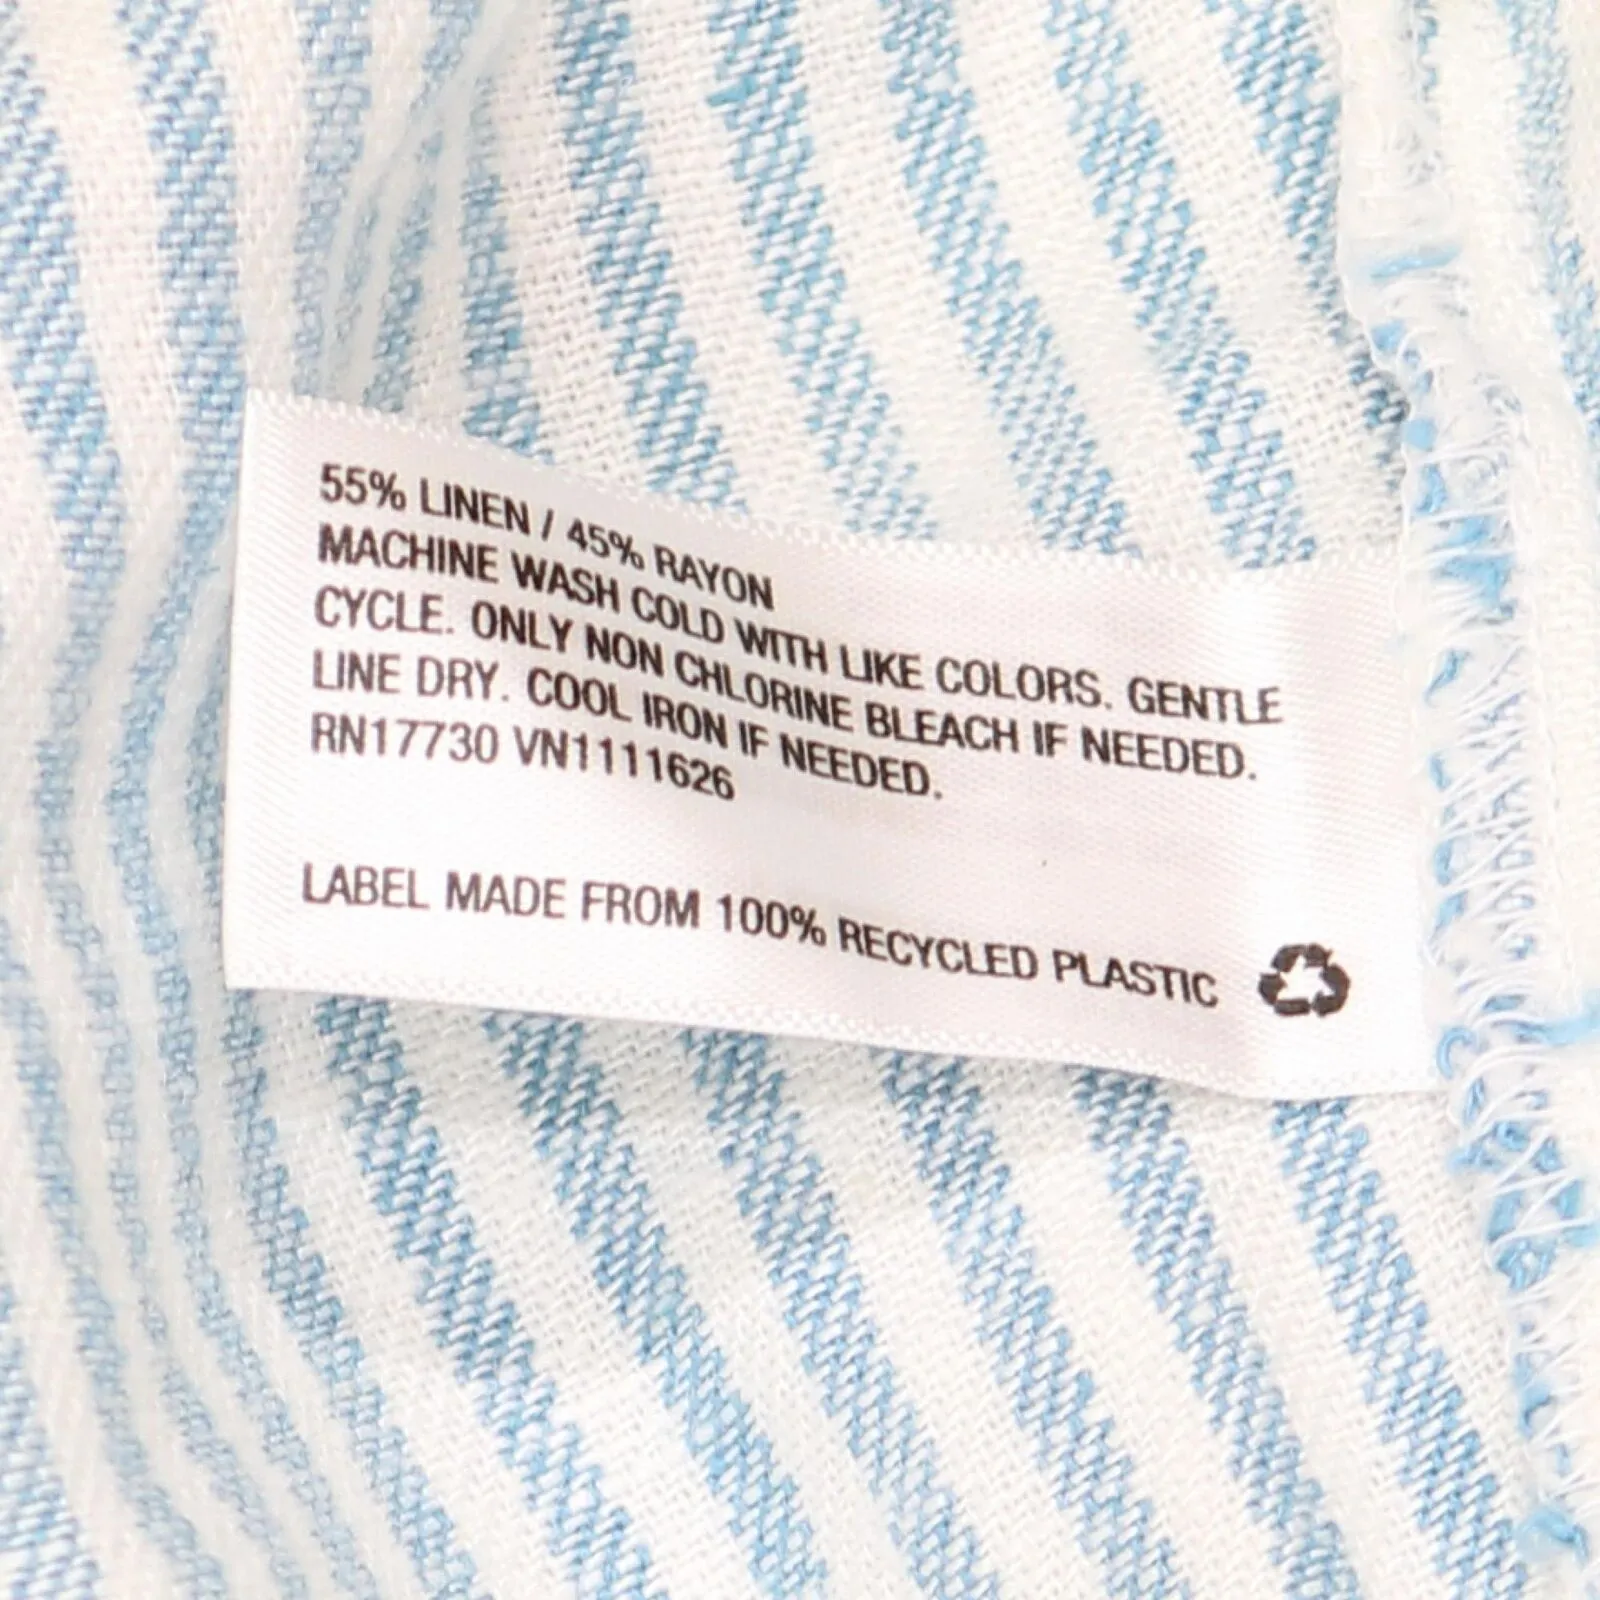 55% LINEN / 45% RAYON
MACHINE WASH COLD WITH LIKE COLORS. GENTLE
CYCLE. ONLY NON CHLORINE BLEACH IF NEEDED.
LINE DRY. COOL IRON IF NEEDED.
RN17730 VN1111626
LABEL MADE FROM 100% RECYCLED PLASTIC